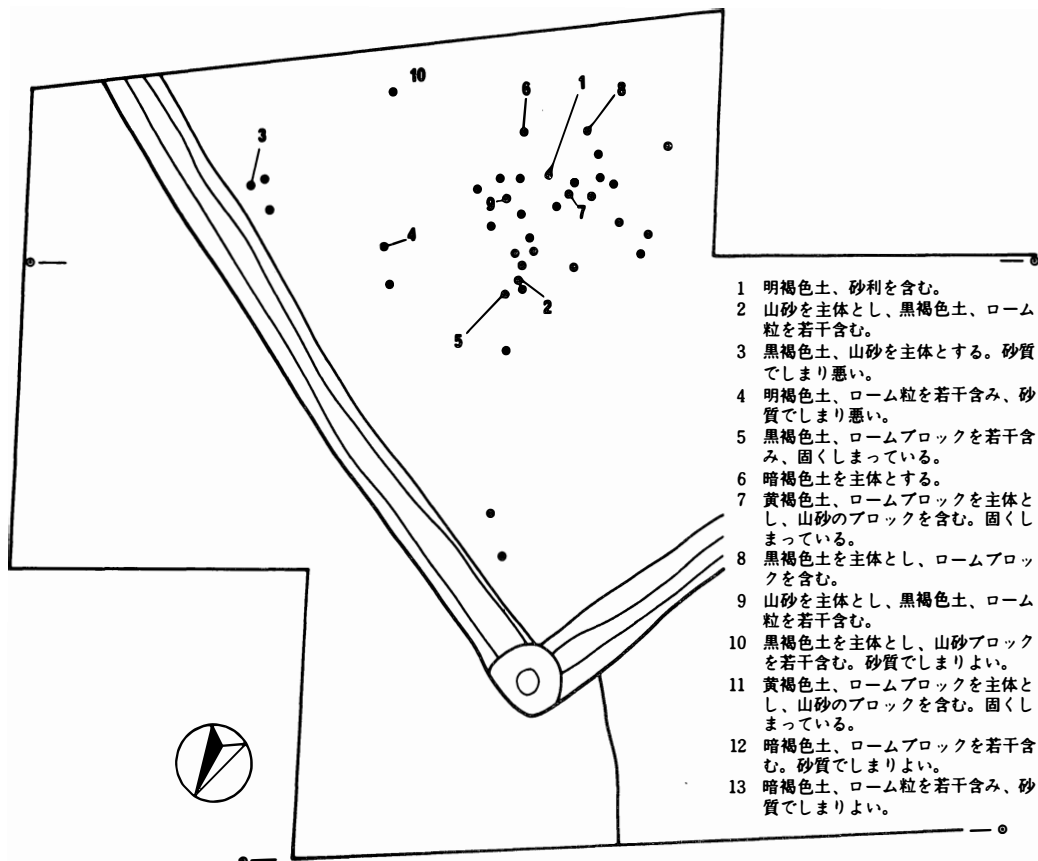 10
6
1
8
3
9
7
4
2
5
1 明褐色土、砂利を含む。
2 山砂を主体とし、黒褐色土、ローム
粒を若干含む。
3 黒褐色土、山砂を主体とする。砂質
でしまり悪い。
4 明褐色土、ローム粒を若干含み、砂
質でしまり悪い。
5 黒褐色土、ロームブロックを若干含
み、固くしまっている。
6 暗褐色土を主体とする。
7 黄褐色土、ロームブロックを主体と
し、山砂のブロックを含む。固くし
まっている。
8 黒褐色土を主体とし、ロームブロッ
クを含む。
9 山砂を主体とし、黒褐色土、ローム
粒を若干含む。
10 黒褐色土を主体とし、山砂ブロック
を若干含む。砂質でしまりよい。
11 黄褐色土、ロームブロックを主体と
し、山砂のブロックを含む。固くし
まっている。
12 暗褐色土、ロームブロックを若干含
む。砂質でしまりよい。
13 暗褐色土、ローム粒を若干含み、砂
質でしまりよい。